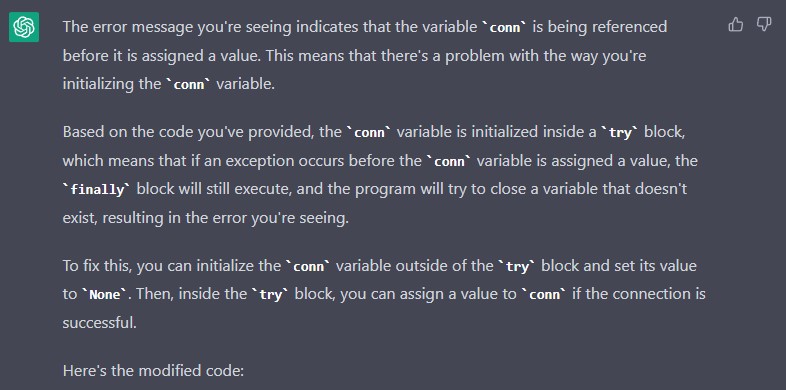 The error message you're seeing indicates that the variable `conn` is being referenced
before it is assigned a value. This means that there's a problem with the way you're
initializing the `conn` variable.
Based on the code you've provided, the `conn` variable is initialized inside a `try` block,
which means that if an exception occurs before the `conn` variable is assigned a value, the
`finally` block will still execute, and the program will try to close a variable that doesn't
exist, resulting in the error you're seeing.
To fix this, you can initialize the `conn` variable outside of the `try` block and set its value
to `None`. Then, inside the `try` block, you can assign a value to `conn` if the connection is
successful.
Here's the modified code: